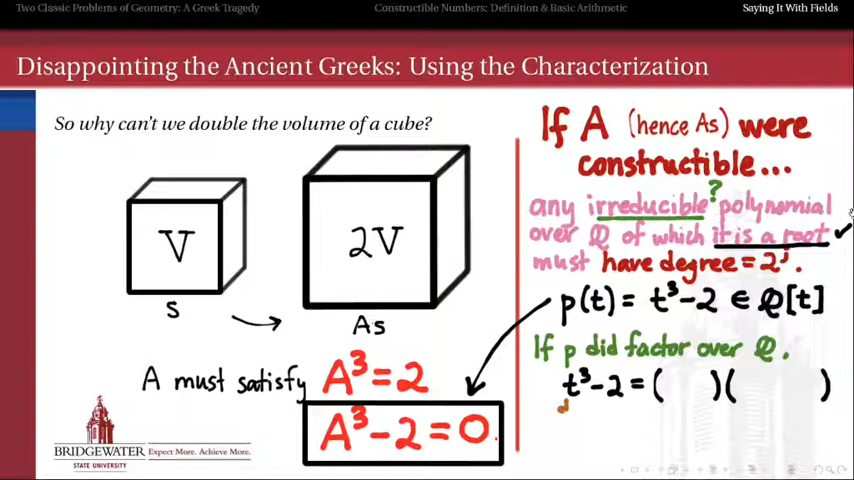 Two Classic Problems of Geometry: A Greek Tragedy
Constructible Numbers: Definition & Basic Arithmetic
Saying It With Fields
Disappointing the Ancient Greeks: Using the Characterization
So why can't we double the volume of a cube?
V
S
2V
As
A must satisfy A³=2
A³-2=0.
If A (hence As) were
constructible...
any irreducible? polynomial
over ℚ of which it is a root ✓
must have degree = 2ʲ.
p(t) = t³-2 ∈ ℚ[t]
If p did factor over ℚ.
t³-2 = ( )( )
BRIDGEWATER
STATE UNIVERSITY
Expect More. Achieve More.